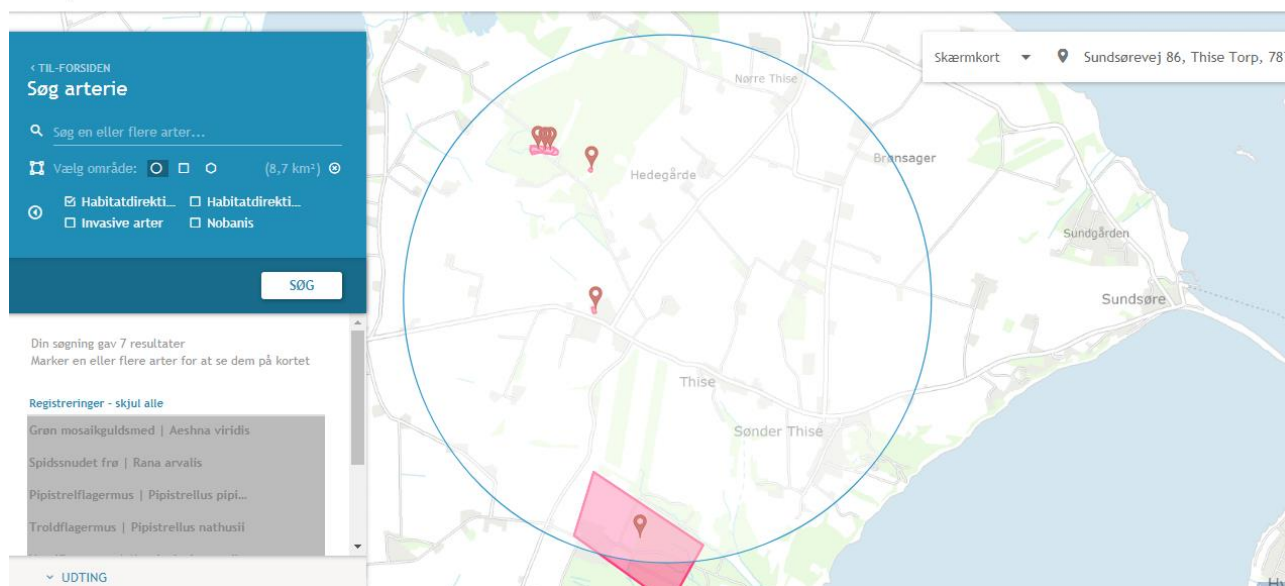 ‹ TIL-FORSIDEN
Søg arterie
Søg en eller flere arter...
Vælg område: (8,7 km²)
Habitatdirekti… Habitatdirekti…
Invasive arter Nobanis
SØG
Din søgning gav 7 resultater
Marker en eller flere arter for at se dem på kortet
Registreringer - skjul alle
Grøn mosaikguldsmed | Aeshna viridis
Spidssnudet frø | Rana arvalis
Pipistrelflagermus | Pipistrellus pipi…
Troldflagermus | Pipistrellus nathusii
UDTING
Skærmkort Sundsørevej 86, Thise Torp, 787
Nørre Thise
Brønsager
Hedegårde
Sundgården
Sundsøre
Thise
Sønder Thise